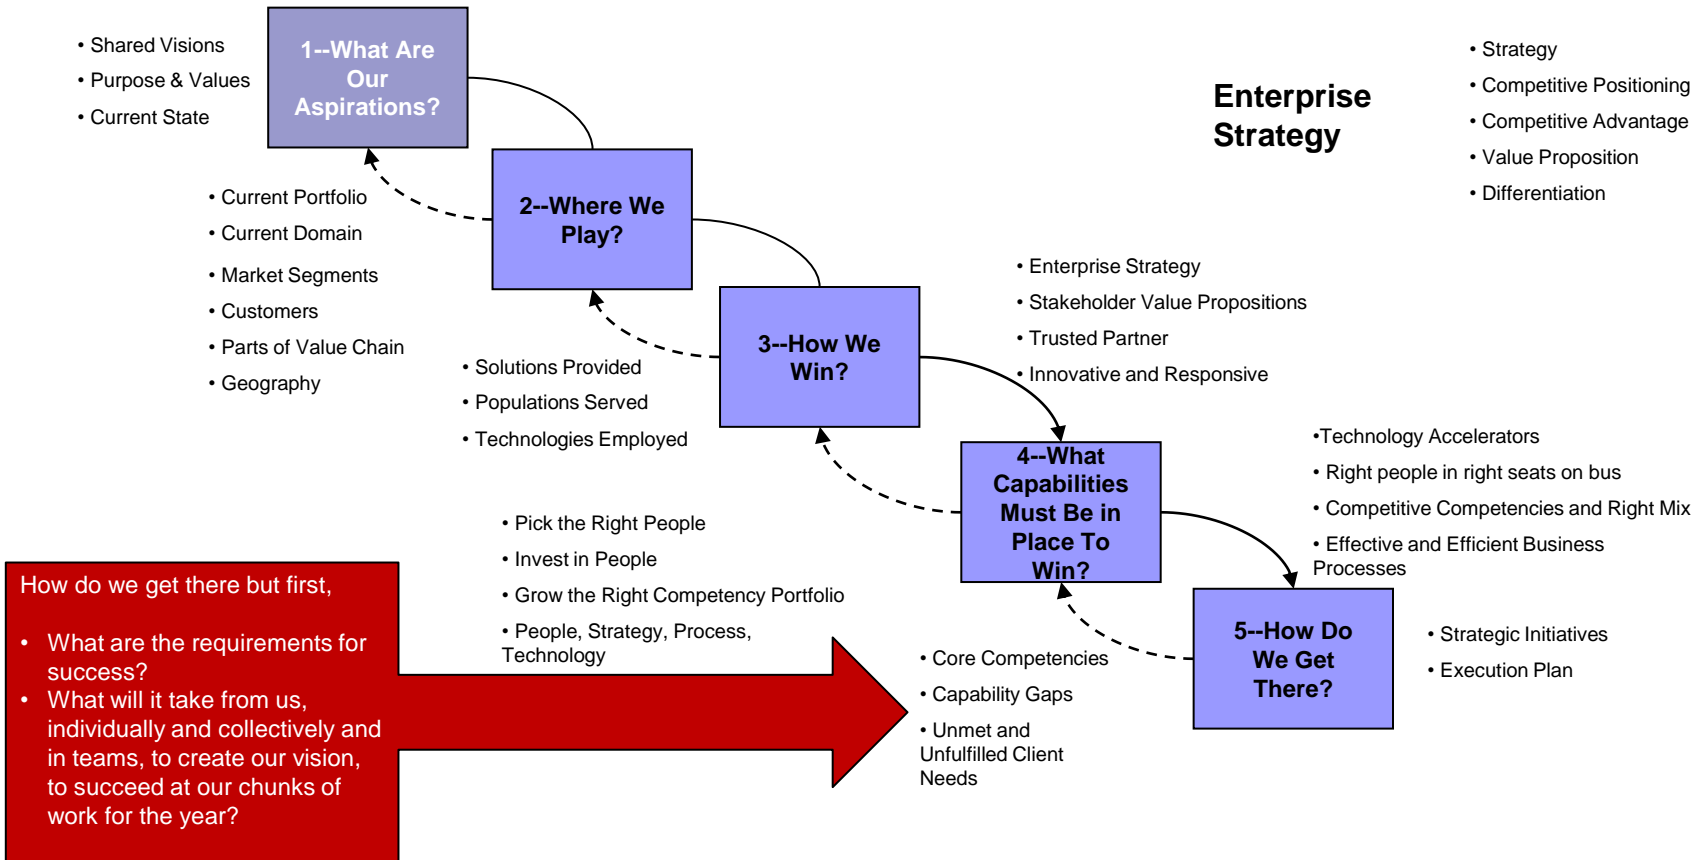 • Shared Visions
• Purpose & Values
• Current State
1--What Are
Our
Aspirations?
Enterprise
Strategy
• Strategy
• Competitive Positioning
• Competitive Advantage
• Value Proposition
• Differentiation
• Current Portfolio
• Current Domain
• Market Segments
• Customers
• Parts of Value Chain
• Geography
2--Where We
Play?
• Solutions Provided
• Populations Served
• Technologies Employed
3--How We
Win?
• Enterprise Strategy
• Stakeholder Value Propositions
• Trusted Partner
• Innovative and Responsive
• Pick the Right People
• Invest in People
• Grow the Right Competency Portfolio
• People, Strategy, Process,
Technology
4--What
Capabilities
Must Be in
Place To
Win?
•Technology Accelerators
• Right people in right seats on bus
• Competitive Competencies and Right Mix
• Effective and Efficient Business
Processes
How do we get there but first,
• What are the requirements for
success?
• What will it take from us,
individually and collectively and
in teams, to create our vision,
to succeed at our chunks of
work for the year?
• Core Competencies
• Capability Gaps
• Unmet and
Unfulfilled Client
Needs
5--How Do
We Get
There?
• Strategic Initiatives
• Execution Plan